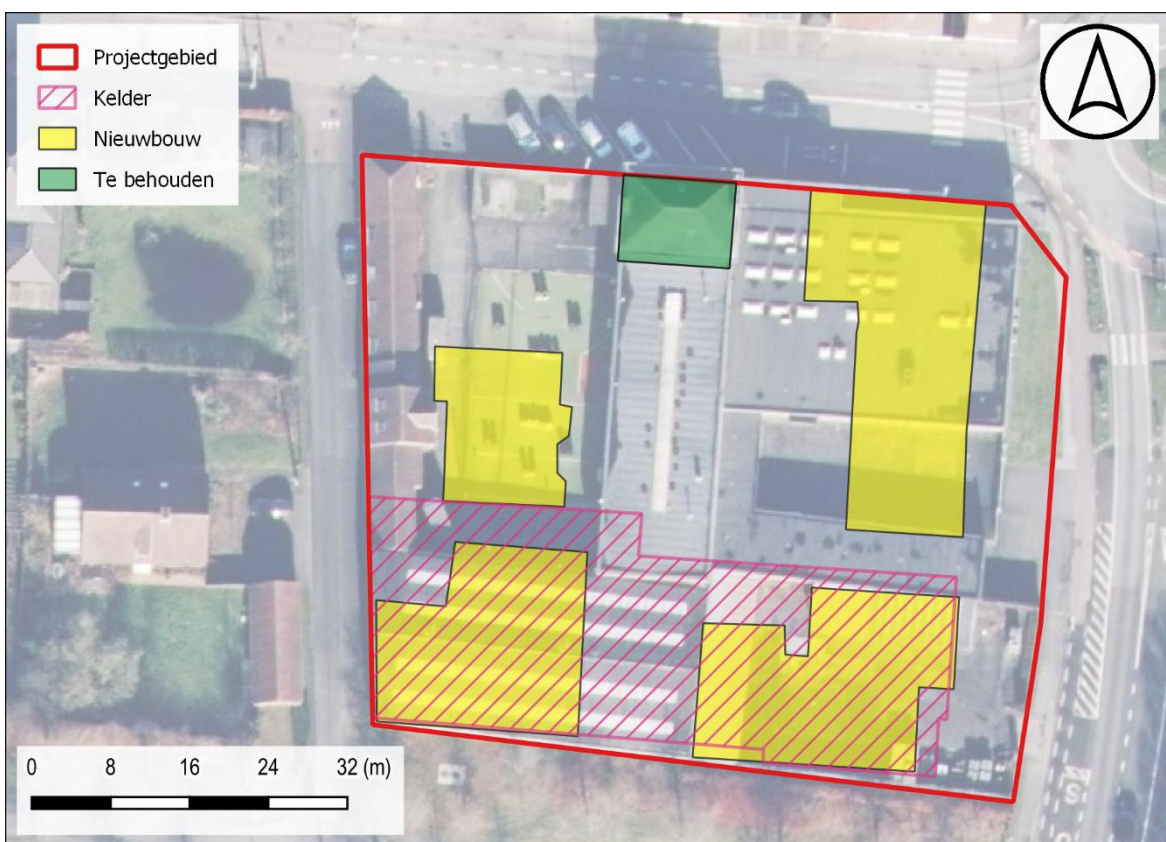 Projectgebied
Kelder
Nieuwbouw
Te behouden
0 8 16 24 32 (m)